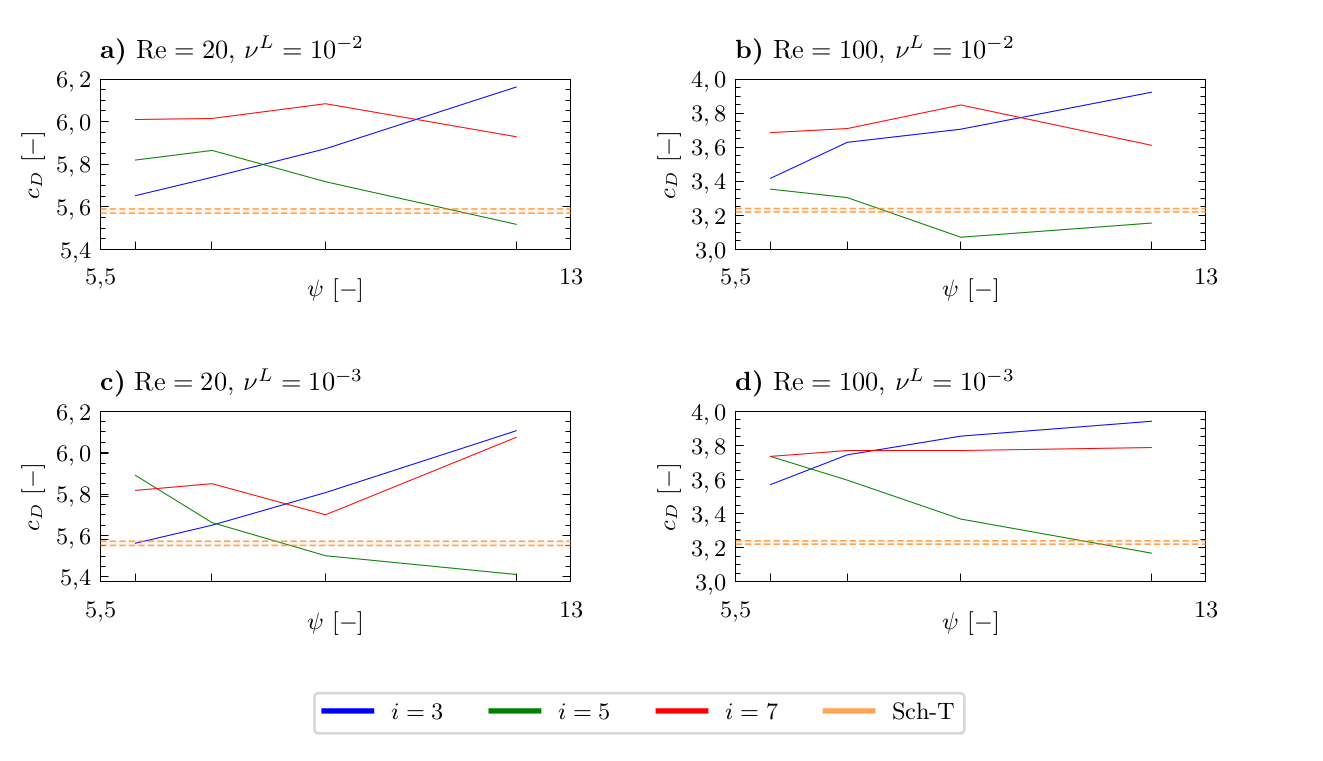 a) Re = 20, ν^L = 10^−2
6,2
6,0
5,8
5,6
5,4
c_D [−]
5,5
13
ψ [−]
b) Re = 100, ν^L = 10^−2
4,0
3,8
3,6
3,4
3,2
3,0
c_D [−]
5,5
13
ψ [−]
c) Re = 20, ν^L = 10^−3
6,2
6,0
5,8
5,6
5,4
c_D [−]
5,5
13
ψ [−]
d) Re = 100, ν^L = 10^−3
4,0
3,8
3,6
3,4
3,2
3,0
c_D [−]
5,5
13
ψ [−]
i = 3 i = 5 i = 7 Sch-T